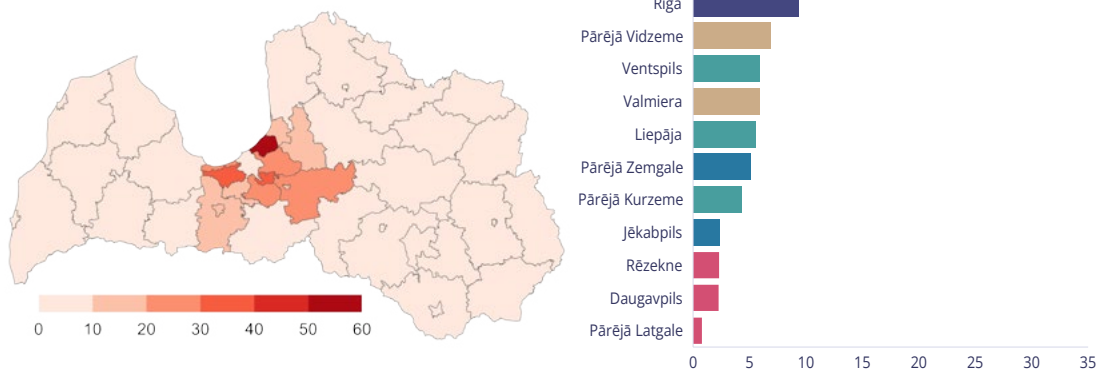 0 10 20 30 40 50 60
Rīga
Pārējā Vidzeme
Ventspils
Valmiera
Liepāja
Pārējā Zemgale
Pārējā Kurzeme
Jēkabpils
Rēzekne
Daugavpils
Pārējā Latgale
0 5 10 15 20 25 30 35